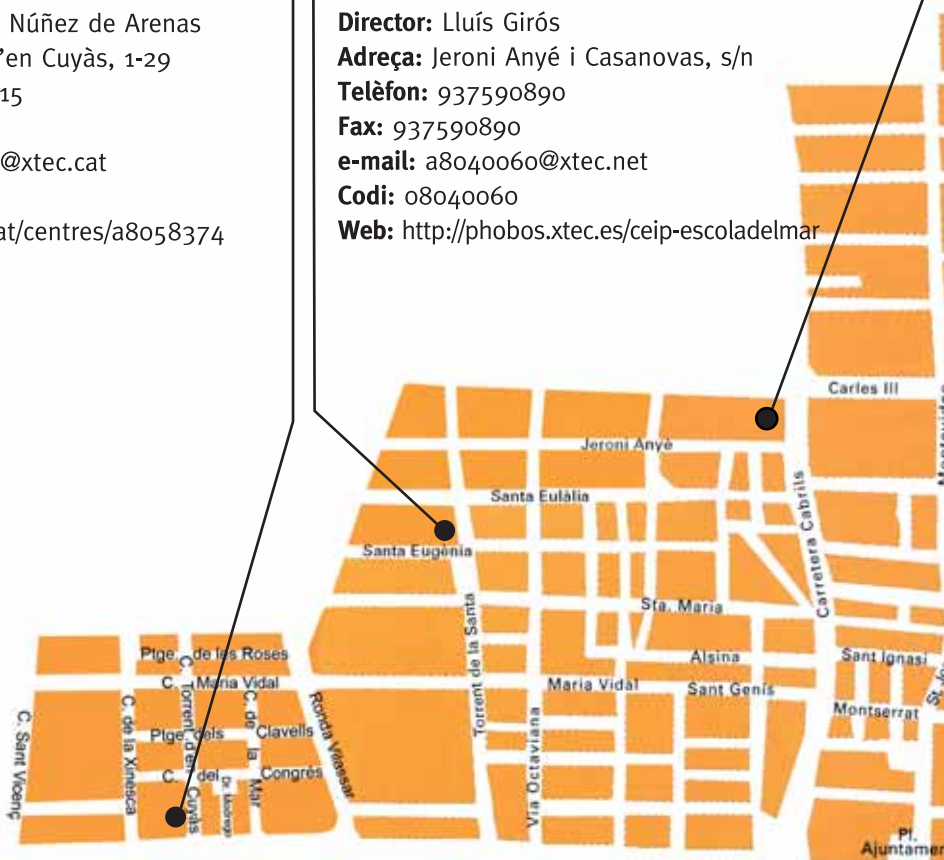 Núñez de Arenas
'en Cuyàs, 1-29
15
@xtec.cat
at/centres/a8058374
Director: Lluís Girós
Adreça: Jeroni Anyé i Casanovas, s/n
Telèfon: 937590890
Fax: 937590890
e-mail: a8040060@xtec.net
Codi: 08040060
Web: http://phobos.xtec.es/ceip-escoladelmar
Carles III
Jeroni Anyé
Santa Eulàlia
Carretera Cabrils
Santa Eugènia
Sta. Maria
Torrent de la Santa
Ptge. de les Roses
Alsina
Sant Ignasi
C. Maria Vidal
Maria Vidal
Sant Genís
Montserrat
C. Sant Vicenç
C. de la Xinesca
C. Torrent d'en Cuyàs
C. de la Mar
Ronda Vilassar
Ptge. dels Clavells
Via Octaviana
C. del Congrés
Pl.
Ajuntamen